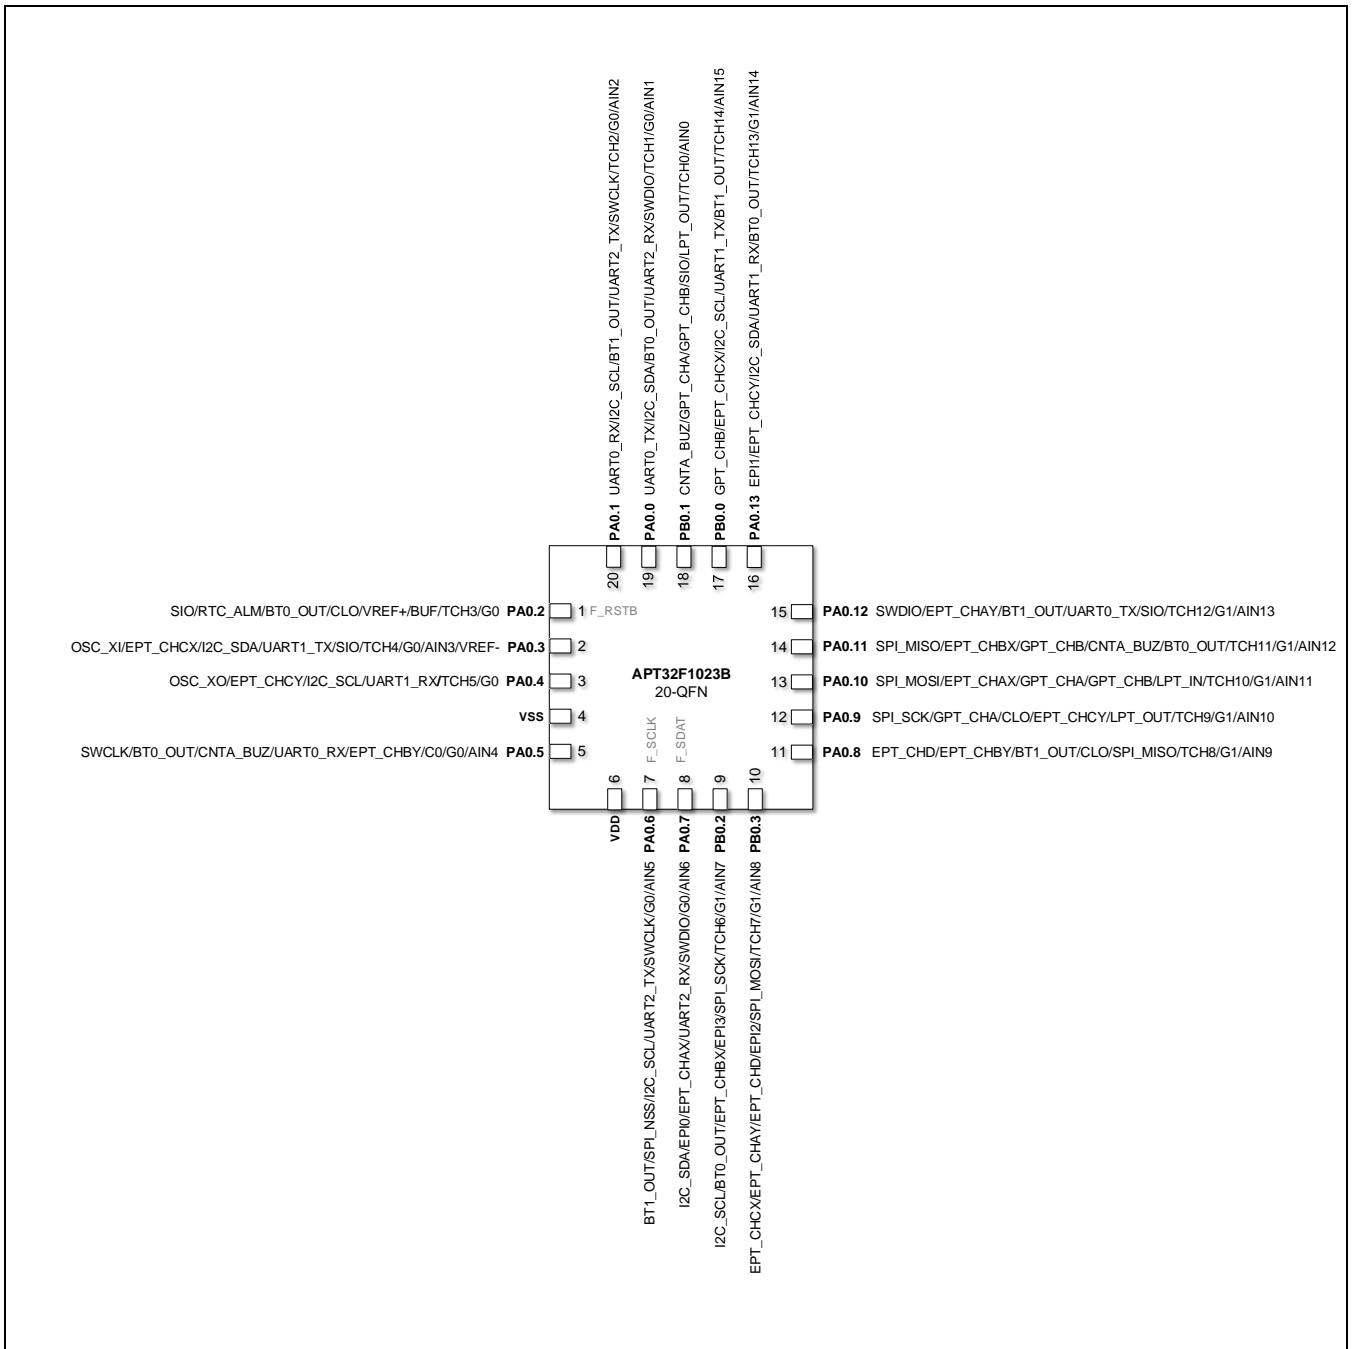 PA0.1 UART0_RX/I2C_SCL/BT1_OUT/UART2_TX/SWCLK/TCH2/G0/AIN2
PA0.0 UART0_TX/I2C_SDA/BT0_OUT/UART2_RX/SWDIO/TCH1/G0/AIN1
PB0.1 CNTA_BUZ/GPT_CHA/GPT_CHB/SIO/LPT_OUT/TCH0/AIN0
PB0.0 GPT_CHB/EPT_CHCX/I2C_SCL/UART1_TX/BT1_OUT/TCH14/AIN15
PA0.13 EPI1/EPT_CHCY/I2C_SDA/UART1_RX/BT0_OUT/TCH13/G1/AIN14
20 19 18 17 16
SIO/RTC_ALM/BT0_OUT/CLO/VREF+/BUF/TCH3/G0 PA0.2 1 F_RSTB
OSC_XI/EPT_CHCX/I2C_SDA/UART1_TX/SIO/TCH4/G0/AIN3/VREF- PA0.3 2
OSC_XO/EPT_CHCY/I2C_SCL/UART1_RX/TCH5/G0 PA0.4 3
VSS 4
SWCLK/BT0_OUT/CNTA_BUZ/UART0_RX/EPT_CHBY/C0/G0/AIN4 PA0.5 5
APT32F1023B
20-QFN
F_SCLK
F_SDAT
15 PA0.12 SWDIO/EPT_CHAY/BT1_OUT/UART0_TX/SIO/TCH12/G1/AIN13
14 PA0.11 SPI_MISO/EPT_CHBX/GPT_CHB/CNTA_BUZ/BT0_OUT/TCH11/G1/AIN12
13 PA0.10 SPI_MOSI/EPT_CHAX/GPT_CHA/GPT_CHB/LPT_IN/TCH10/G1/AIN11
12 PA0.9 SPI_SCK/GPT_CHA/CLO/EPT_CHCY/LPT_OUT/TCH9/G1/AIN10
11 PA0.8 EPT_CHD/EPT_CHBY/BT1_OUT/CLO/SPI_MISO/TCH8/G1/AIN9
6 7 8 9 10
VDD
BT1_OUT/SPI_NSS/I2C_SCL/UART2_TX/SWCLK/G0/AIN5 PA0.6
I2C_SDA/EPI0/EPT_CHAX/UART2_RX/SWDIO/G0/AIN6 PA0.7
I2C_SCL/BT0_OUT/EPT_CHBX/EPI3/SPI_SCK/TCH6/G1/AIN7 PB0.2
EPT_CHCX/EPT_CHAY/EPT_CHD/EPI2/SPI_MOSI/TCH7/G1/AIN8 PB0.3